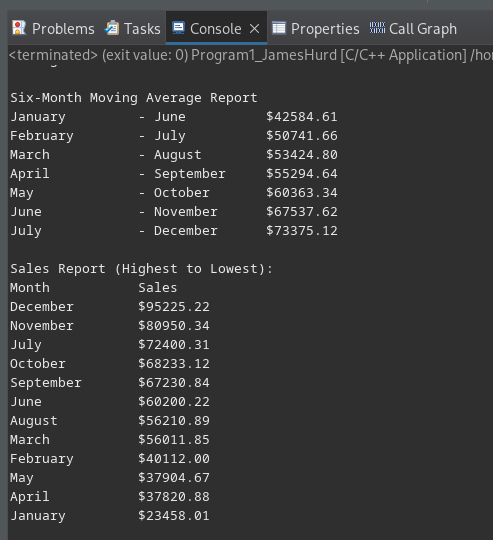 Problems Tasks Console Properties Call Graph
<terminated> (exit value: 0) Program1_JamesHurd [C/C++ Application]
Six-Month Moving Average Report
January - June $42584.61
February - July $50741.66
March - August $53424.80
April - September $55294.64
May - October $60363.34
June - November $67537.62
July - December $73375.12
Sales Report (Highest to Lowest):
Month Sales
December $95225.22
November $80950.34
July $72400.31
October $68233.12
September $67230.84
June $60200.22
August $56210.89
March $56011.85
February $40112.00
May $37904.67
April $37820.88
January $23458.01